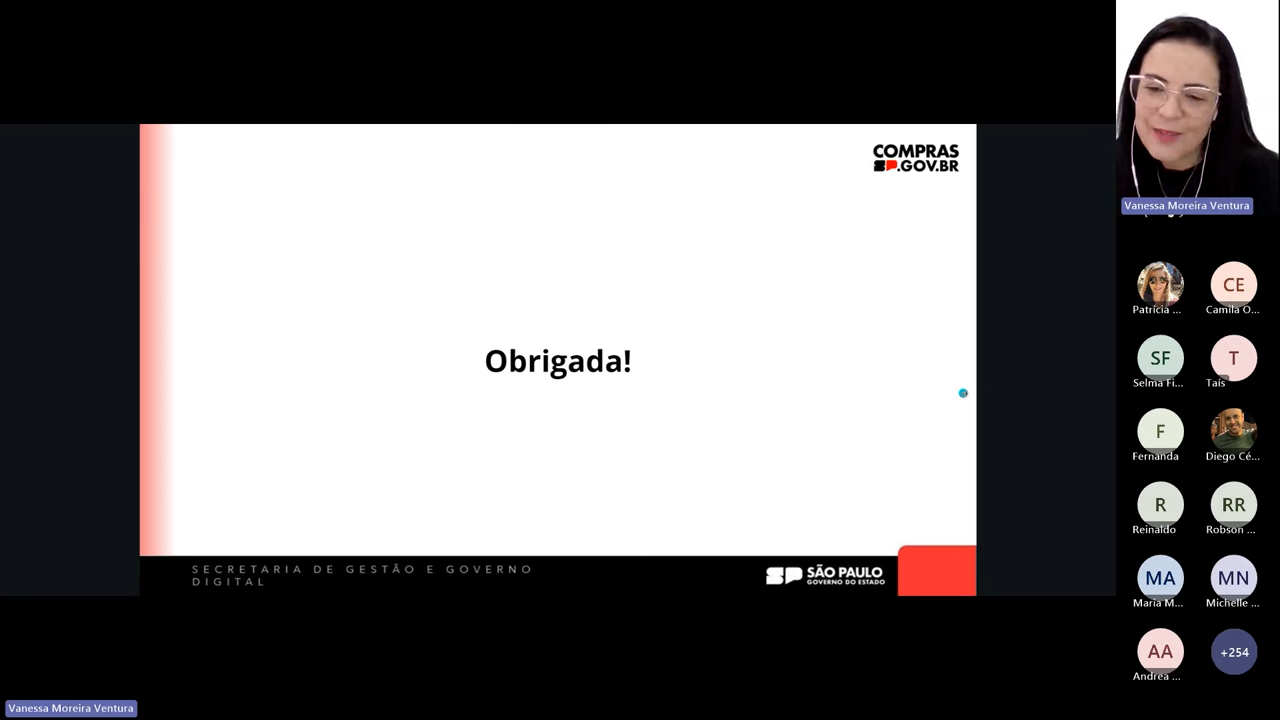 COMPRAS
SP.GOV.BR
Obrigada!
SECRETARIA DE GESTÃO E GOVERNO
DIGITAL
SP SÃO PAULO
GOVERNO DO ESTADO
Vanessa Moreira Ventura
Patrícia ...
CE
Camila O...
SF
Selma Fi...
T
Taís
F
Fernanda
Diego Cé...
R
Reinaldo
RR
Robson ...
MA
Maria M...
MN
Michelle ...
AA
Andrea ...
+254
Vanessa Moreira Ventura